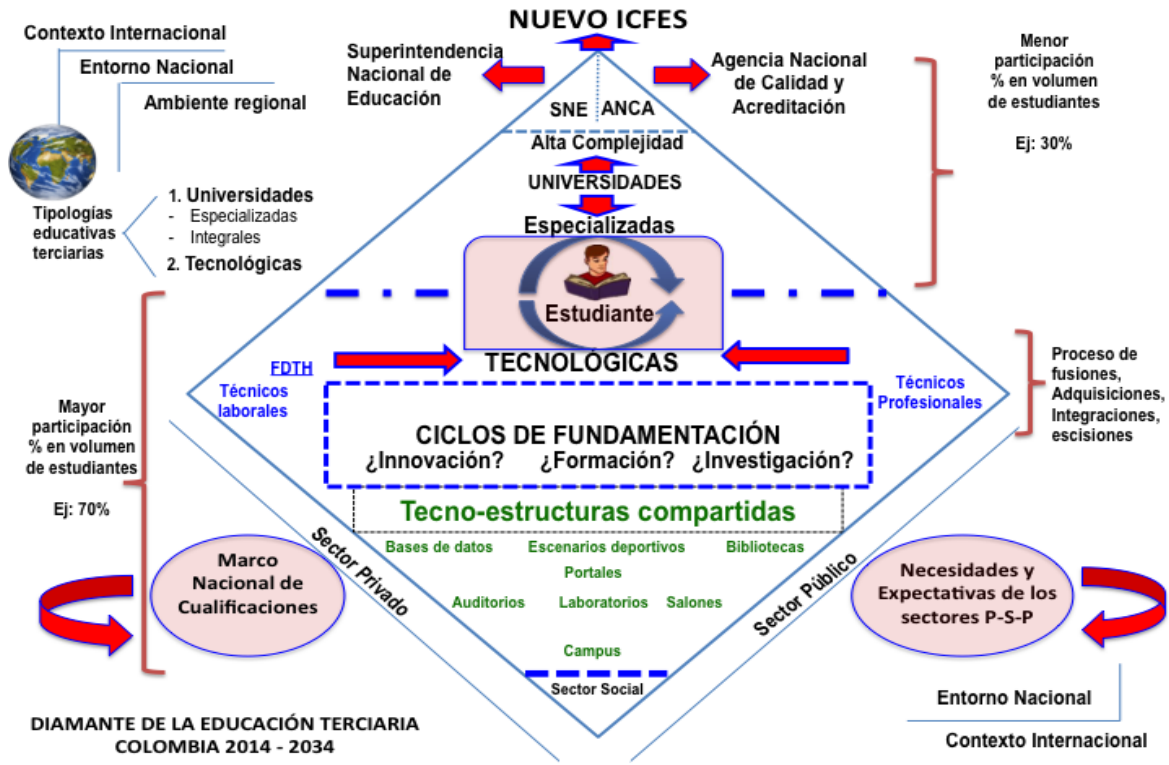 NUEVO ICFES
Contexto Internacional
Entorno Nacional
Ambiente regional
Superintendencia
Nacional de
Educación
Agencia Nacional
de Calidad y
Acreditación
Menor
participación
% en volumen
de estudiantes
Ej: 30%
SNE
ANCA
Alta Complejidad
UNIVERSIDADES
Especializadas
Tipologías
educativas
terciarias
1. Universidades
- Especializadas
- Integrales
2. Tecnológicas
Estudiante
TECNOLÓGICAS
FDTH
Técnicos
laborales
Técnicos
Profesionales
Proceso de
fusiones,
Adquisiciones,
Integraciones,
escisiones
Mayor
participación
% en volumen
de estudiantes
Ej: 70%
CICLOS DE FUNDAMENTACIÓN
¿Innovación? ¿Formación? ¿Investigación?
Tecno-estructuras compartidas
Bases de datos Escenarios deportivos Bibliotecas
Portales
Auditorios Laboratorios Salones
Campus
Sector Social
Sector Privado
Sector Público
Marco
Nacional de
Cualificaciones
Necesidades y
Expectativas de los
sectores P-S-P
Entorno Nacional
Contexto Internacional
DIAMANTE DE LA EDUCACIÓN TERCIARIA
COLOMBIA 2014 - 2034